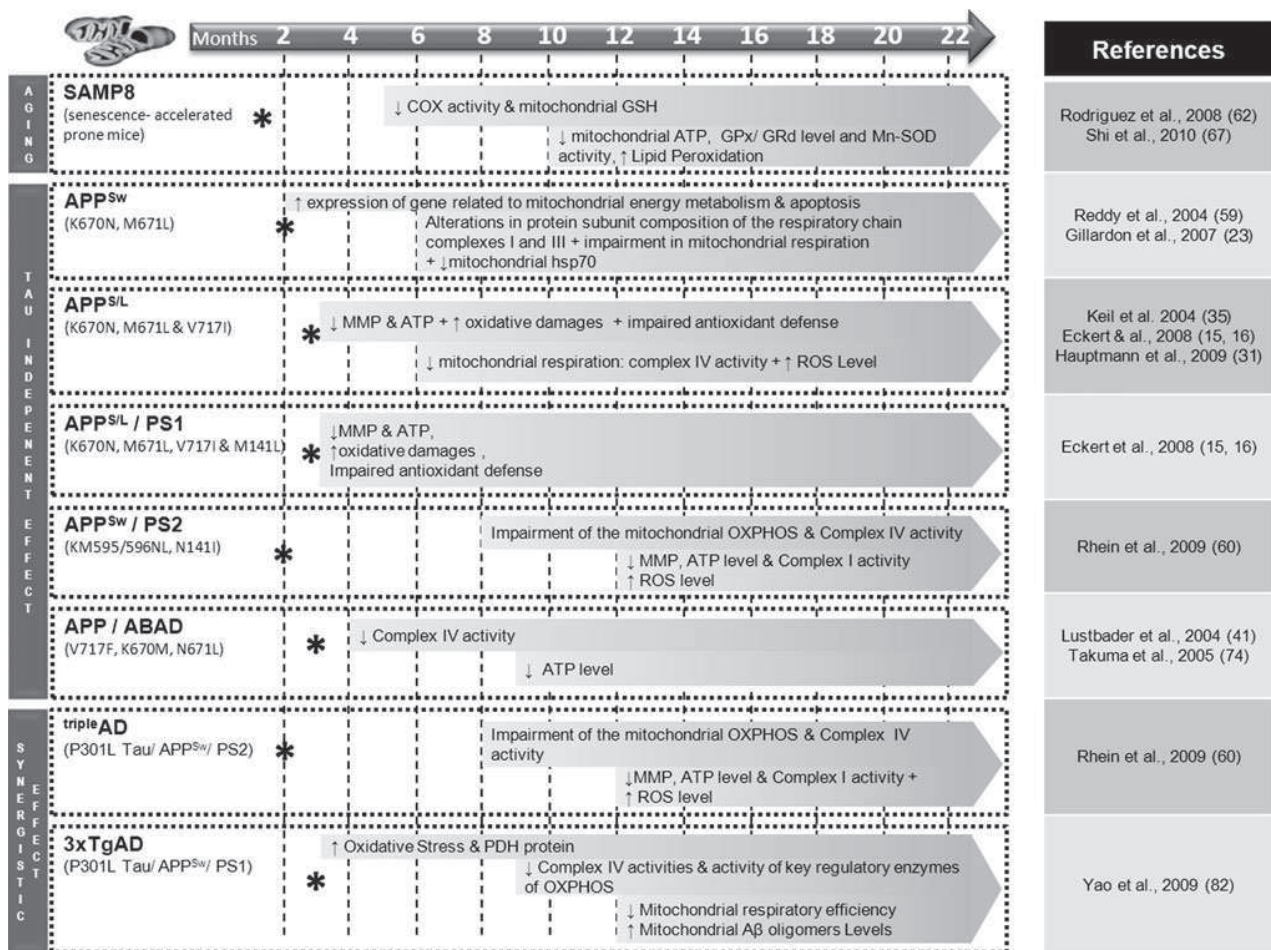 Months 2 4 6 8 10 12 14 16 18 20 22
References
AGING
SAMP8
(senescence- accelerated
prone mice)
*
↓ COX activity & mitochondrial GSH
↓ mitochondrial ATP, GPx/ GRd level and Mn-SOD
activity, ↑ Lipid Peroxidation
Rodriguez et al., 2008 (62)
Shi et al., 2010 (67)
TAU INDEPENENT EFFECT
APPSw
(K670N, M671L)
*
↑ expression of gene related to mitochondrial energy metabolism & apoptosis
Alterations in protein subunit composition of the respiratory chain
complexes I and III + impairment in mitochondrial respiration
+ ↓mitochondrial hsp70
Reddy et al., 2004 (59)
Gillardon et al., 2007 (23)
APPS/L
(K670N, M671L & V717I)
*
↓ MMP & ATP + ↑ oxidative damages + impaired antioxidant defense
↓ mitochondrial respiration: complex IV activity + ↑ ROS Level
Keil et al. 2004 (35)
Eckert & al., 2008 (15, 16)
Hauptmann et al., 2009 (31)
APPS/L / PS1
(K670N, M671L, V717I & M141L)
*
↓MMP & ATP,
↑oxidative damages ,
Impaired antioxidant defense
Eckert et al., 2008 (15, 16)
APPSw / PS2
(KM595/596NL, N141I)
*
Impairment of the mitochondrial OXPHOS & Complex IV activity
↓ MMP, ATP level & Complex I activity
↑ ROS level
Rhein et al., 2009 (60)
APP / ABAD
(V717F, K670M, N671L)
*
↓ Complex IV activity
↓ ATP level
Lustbader et al., 2004 (41)
Takuma et al., 2005 (74)
SYNERGISTIC EFFECT
tripleAD
(P301L Tau/ APPSw/ PS2)
*
Impairment of the mitochondrial OXPHOS & Complex IV
activity
↓MMP, ATP level & Complex I activity +
↑ ROS level
Rhein et al., 2009 (60)
3xTgAD
(P301L Tau/ APPSw/ PS1)
*
↑ Oxidative Stress & PDH protein
↓ Complex IV activities & activity of key regulatory enzymes
of OXPHOS
↓ Mitochondrial respiratory efficiency
↑ Mitochondrial Aβ oligomers Levels
Yao et al., 2009 (82)